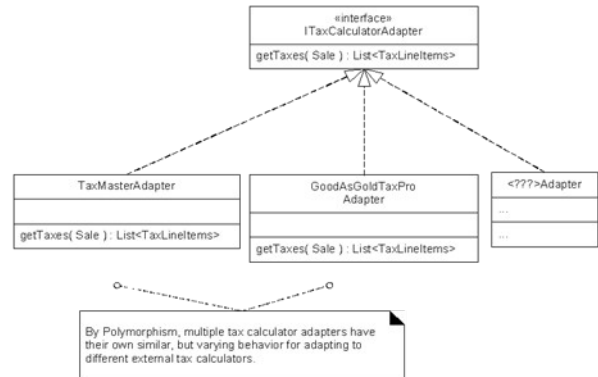 «interface»
ITaxCalculatorAdapter
getTaxes( Sale ) : List<TaxLineItems>
TaxMasterAdapter
getTaxes( Sale ) : List<TaxLineItems>
GoodAsGoldTaxPro
Adapter
getTaxes( Sale ) : List<TaxLineItems>
<???>Adapter
...
...
By Polymorphism, multiple tax calculator adapters have
their own similar, but varying behavior for adapting to
different external tax calculators.